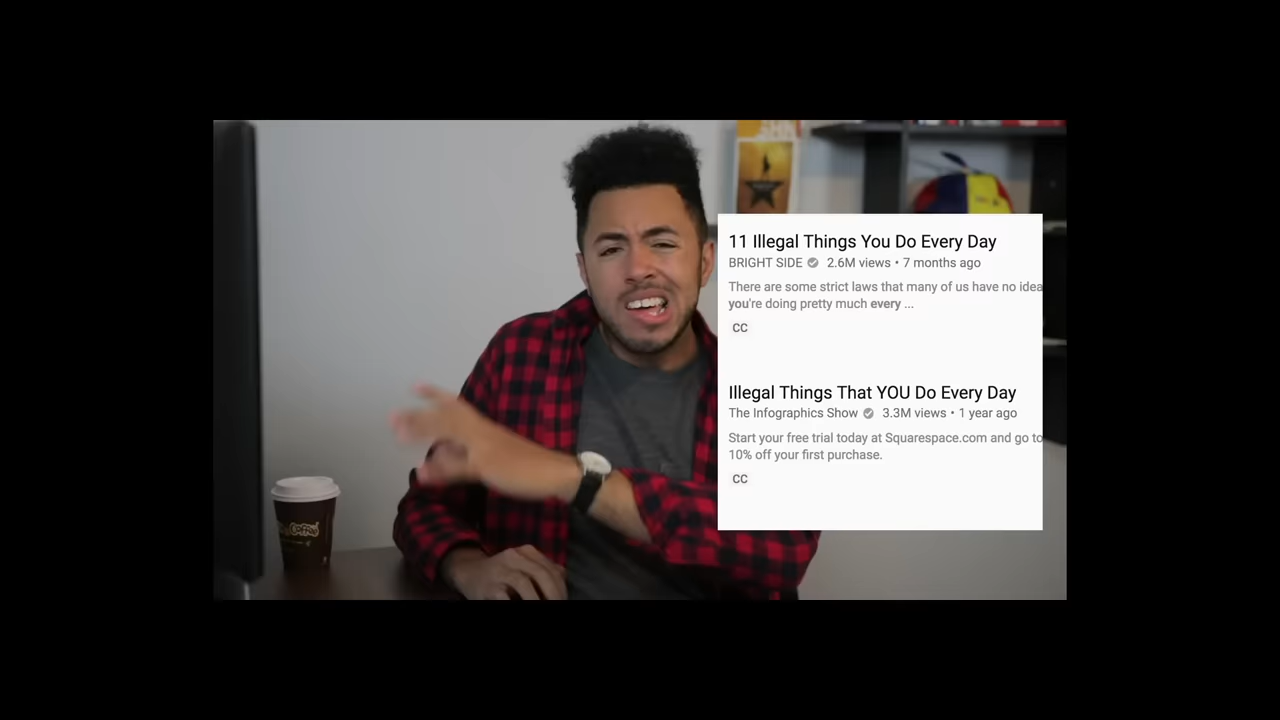 11 Illegal Things You Do Every Day
BRIGHT SIDE 2.6M views • 7 months ago
There are some strict laws that many of us have no idea
you're doing pretty much every ...
CC
Illegal Things That YOU Do Every Day
The Infographics Show 3.3M views • 1 year ago
Start your free trial today at Squarespace.com and go to
10% off your first purchase.
CC